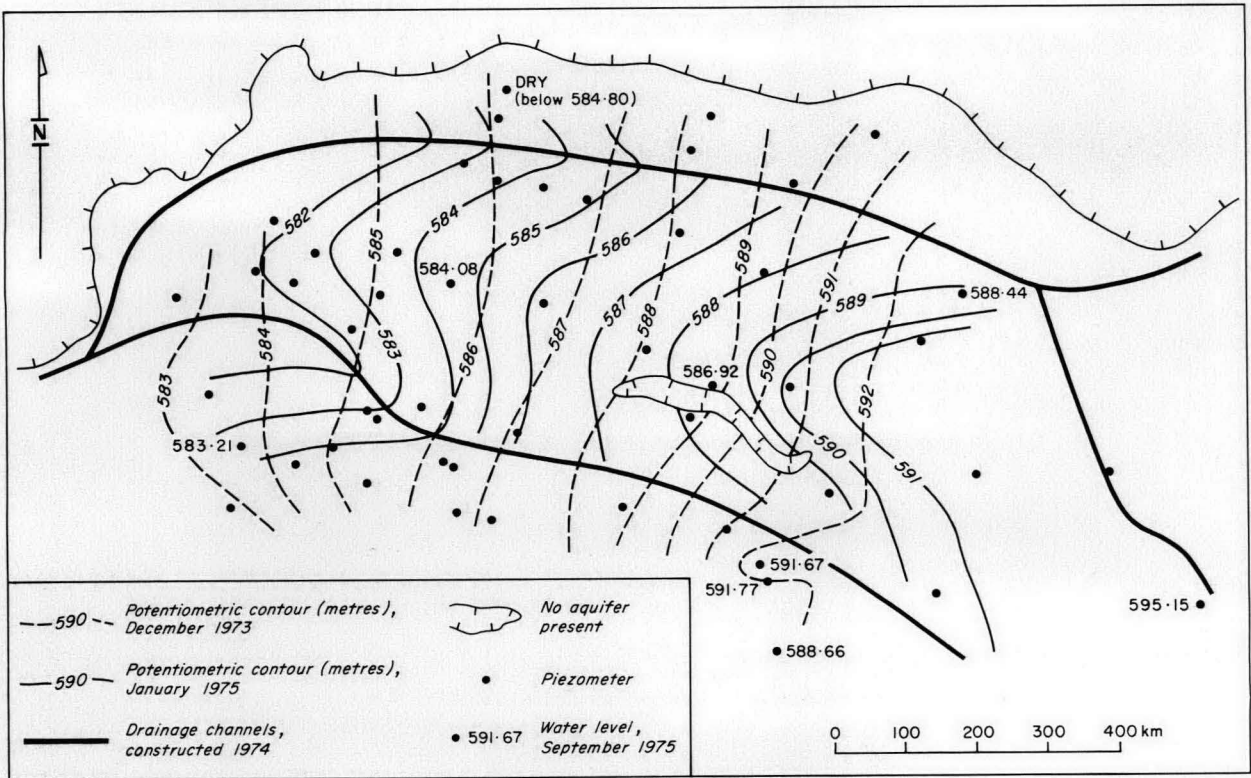 DRY
(below 584·80)
N
582
584
585
585
586
584·08
589
591
587
588
588
589
588·44
583
584
583
586
587
586·92
590
592
583·21
590
591
591·67
591·77
595·15
588·66
590 Potentiometric contour (metres),
December 1973
No aquifer
present
590 Potentiometric contour (metres),
January 1975
Piezometer
Drainage channels,
constructed 1974
591·67 Water level,
September 1975
0 100 200 300 400 km